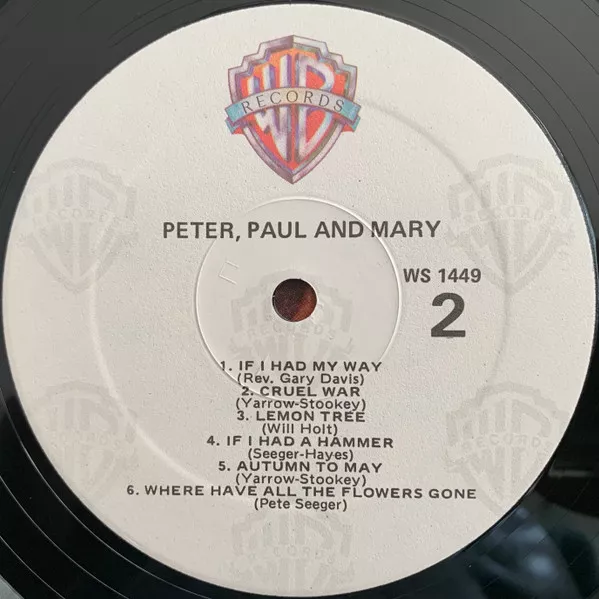 WB
RECORDS
PETER, PAUL AND MARY
WS 1449
2
1. IF I HAD MY WAY
(Rev. Gary Davis)
2. CRUEL WAR
(Yarrow-Stookey)
3. LEMON TREE
(Will Holt)
4. IF I HAD A HAMMER
(Seeger-Hayes)
5. AUTUMN TO MAY
(Yarrow-Stookey)
6. WHERE HAVE ALL THE FLOWERS GONE
(Pete Seeger)